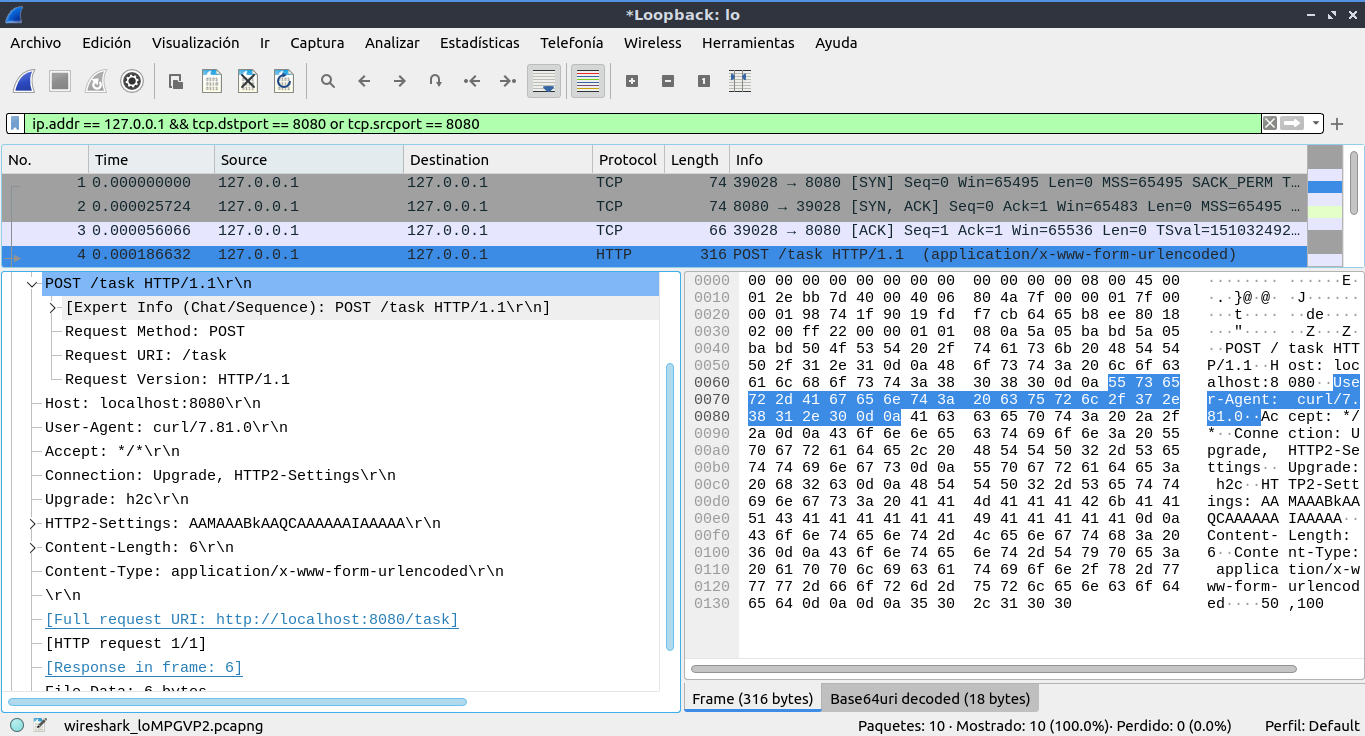 *Loopback: lo
Archivo Edición Visualización Ir Captura Analizar Estadísticas Telefonía Wireless Herramientas Ayuda
ip.addr == 127.0.0.1 && tcp.dstport == 8080 or tcp.srcport == 8080
No. Time Source Destination Protocol Length Info
1 0.000000000 127.0.0.1 127.0.0.1 TCP 74 39028 → 8080 [SYN] Seq=0 Win=65495 Len=0 MSS=65495 SACK_PERM T…
2 0.000025724 127.0.0.1 127.0.0.1 TCP 74 8080 → 39028 [SYN, ACK] Seq=0 Ack=1 Win=65483 Len=0 MSS=65495 …
3 0.000056066 127.0.0.1 127.0.0.1 TCP 66 39028 → 8080 [ACK] Seq=1 Ack=1 Win=65536 Len=0 TSval=151032492…
4 0.000186632 127.0.0.1 127.0.0.1 HTTP 316 POST /task HTTP/1.1 (application/x-www-form-urlencoded)
POST /task HTTP/1.1\r\n
[Expert Info (Chat/Sequence): POST /task HTTP/1.1\r\n]
Request Method: POST
Request URI: /task
Request Version: HTTP/1.1
Host: localhost:8080\r\n
User-Agent: curl/7.81.0\r\n
Accept: */*\r\n
Connection: Upgrade, HTTP2-Settings\r\n
Upgrade: h2c\r\n
HTTP2-Settings: AAMAAABkAAQCAAAAAAIAAAAA\r\n
Content-Length: 6\r\n
Content-Type: application/x-www-form-urlencoded\r\n
\r\n
[Full request URI: http://localhost:8080/task]
[HTTP request 1/1]
[Response in frame: 6]
File Data: 6 bytes
0000 00 00 00 00 00 00 00 00 00 00 00 00 08 00 45 00 ········ ······E·
0010 01 2e bb 7d 40 00 40 06 80 4a 7f 00 00 01 7f 00 ·.·}@·@· ·J······
0020 00 01 98 74 1f 90 19 fd f7 cb 64 65 b8 ee 80 18 ···t···· ··de····
0030 02 00 ff 22 00 00 01 01 08 0a 5a 05 bd 5a 05 ···"···· ··Z··Z·
0040 ba bd 50 4f 53 54 20 2f 74 61 73 6b 20 48 54 54 ··POST / task HTT
0050 50 2f 31 2e 31 0d 0a 48 6f 73 74 3a 20 6c 6f 63 P/1.1··H ost: loc
0060 61 6c 68 6f 73 74 3a 38 30 38 30 0d 0a 55 73 65 alhost:8 080··Use
0070 72 2d 41 67 65 6e 74 3a 20 63 75 72 6c 2f 37 2e r-Agent: curl/7.
0080 38 31 2e 30 0d 0a 41 63 63 65 70 74 3a 20 2a 2f 81.0··Ac cept: */
0090 2a 0d 0a 43 6f 6e 6e 65 63 74 69 6f 6e 3a 20 55 *··Conne ction: U
00a0 70 67 72 61 64 65 2c 20 48 54 54 50 32 2d 53 65 pgrade, HTTP2-Se
00b0 74 74 69 6e 67 73 0d 0a 55 70 67 72 61 64 65 3a ttings·· Upgrade:
00c0 20 68 32 63 0d 0a 48 54 54 50 32 2d 53 65 74 74 h2c··HT TP2-Sett
00d0 69 6e 67 73 3a 20 41 41 4d 41 41 41 42 6b 41 41 ings: AA MAAABkAA
00e0 51 43 41 41 41 41 41 41 49 41 41 41 41 41 0d 0a QCAAAAAA IAAAAA··
00f0 43 6f 6e 74 65 6e 74 2d 4c 65 6e 67 74 68 3a 20 Content- Length:
0100 36 0d 0a 43 6f 6e 74 65 6e 74 2d 54 79 70 65 3a 6··Conte nt-Type:
0110 20 61 70 70 6c 69 63 61 74 69 6f 6e 2f 78 2d 77 applica tion/x-w
0120 77 77 2d 66 6f 72 6d 2d 75 72 6c 65 6e 63 6f 64 ww-form- urlencod
0130 65 64 0d 0a 0d 0a 35 30 2c 31 30 30 ed····50 ,100
Frame (316 bytes) Base64uri decoded (18 bytes)
wireshark_loMPGVP2.pcapng Paquetes: 10 · Mostrado: 10 (100.0%)· Perdido: 0 (0.0%) Perfil: Default